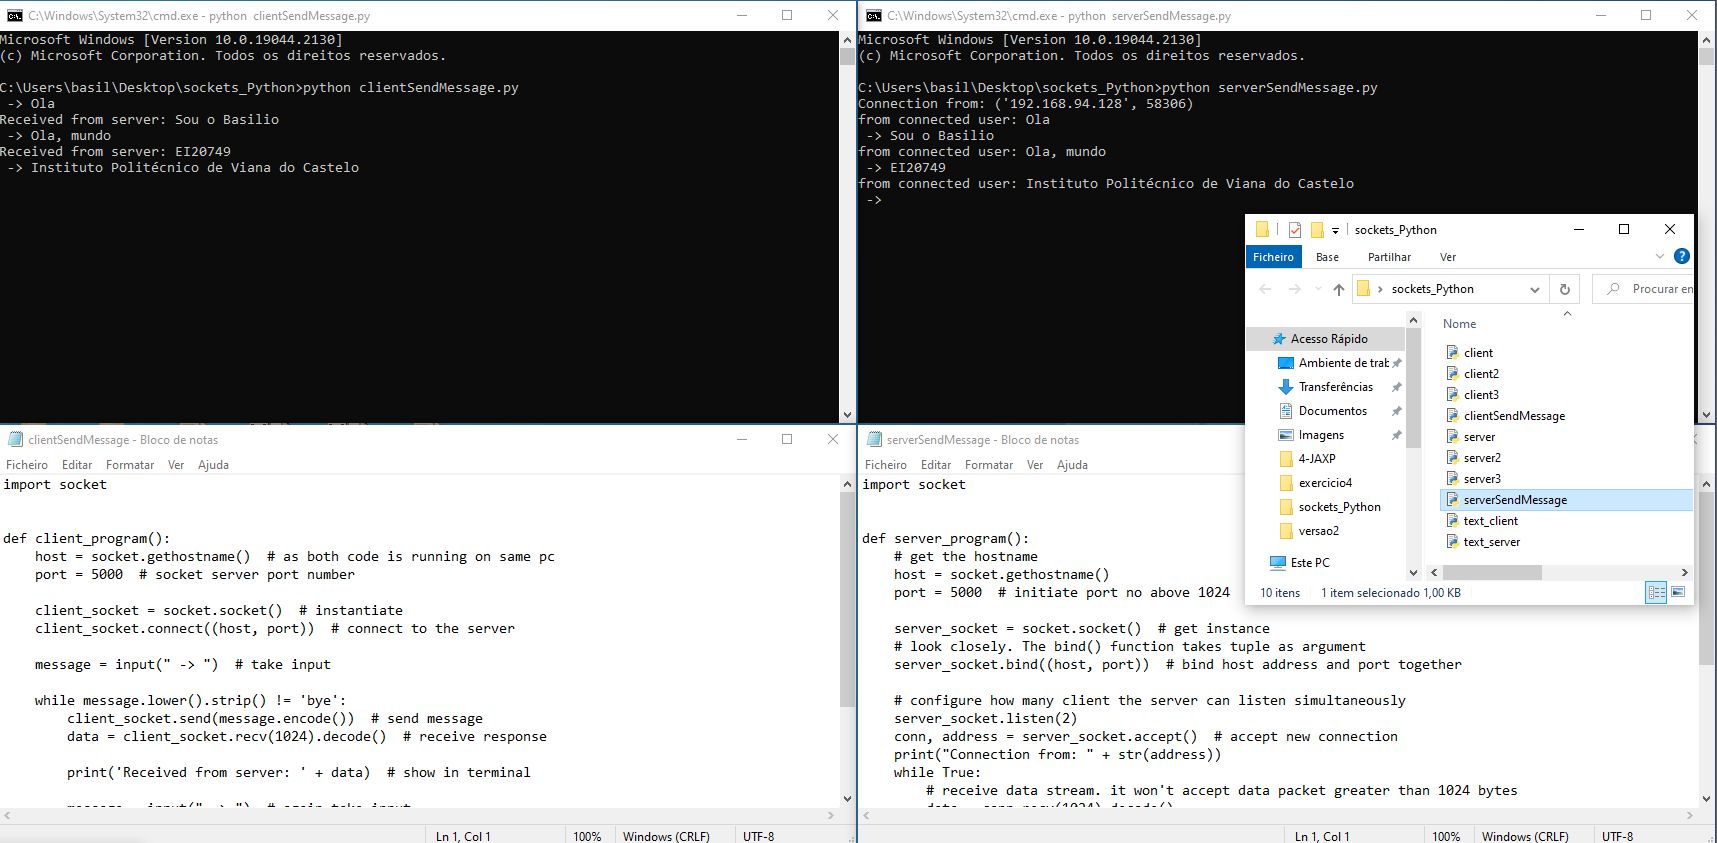 C:\Windows\System32\cmd.exe - python  clientSendMessage.py
Microsoft Windows [Version 10.0.19044.2130]
(c) Microsoft Corporation. Todos os direitos reservados.
C:\Users\basil\Desktop\sockets_Python>python clientSendMessage.py
-> Ola
Received from server: Sou o Basilio
-> Ola, mundo
Received from server: EI20749
-> Instituto Politécnico de Viana do Castelo
C:\Windows\System32\cmd.exe - python  serverSendMessage.py
Microsoft Windows [Version 10.0.19044.2130]
(c) Microsoft Corporation. Todos os direitos reservados.
C:\Users\basil\Desktop\sockets_Python>python serverSendMessage.py
Connection from: ('192.168.94.128', 58306)
from connected user: Ola
-> Sou o Basilio
from connected user: Ola, mundo
-> EI20749
from connected user: Instituto Politécnico de Viana do Castelo
->
sockets_Python
Ficheiro Base Partilhar Ver
sockets_Python
Procurar en
Nome
Acesso Rápido
Ambiente de trab
Transferências
Documentos
Imagens
4-JAXP
exercicio4
sockets_Python
versao2
Este PC
client
client2
client3
clientSendMessage
server
server2
server3
serverSendMessage
text_client
text_server
10 itens 1 item selecionado 1,00 KB
clientSendMessage - Bloco de notas
Ficheiro Editar Formatar Ver Ajuda
import socket
def client_program():
    host = socket.gethostname()  # as both code is running on same pc
    port = 5000  # socket server port number
    client_socket = socket.socket()  # instantiate
    client_socket.connect((host, port))  # connect to the server
    message = input(" -> ")  # take input
    while message.lower().strip() != 'bye':
        client_socket.send(message.encode())  # send message
        data = client_socket.recv(1024).decode()  # receive response
        print('Received from server: ' + data)  # show in terminal
        message = input(" -> ")  # again take input
Ln 1, Col 1 100% Windows (CRLF) UTF-8
serverSendMessage - Bloco de notas
Ficheiro Editar Formatar Ver Ajuda
import socket
def server_program():
    # get the hostname
    host = socket.gethostname()
    port = 5000  # initiate port no above 1024
    server_socket = socket.socket()  # get instance
    # look closely. The bind() function takes tuple as argument
    server_socket.bind((host, port))  # bind host address and port together
    # configure how many client the server can listen simultaneously
    server_socket.listen(2)
    conn, address = server_socket.accept()  # accept new connection
    print("Connection from: " + str(address))
    while True:
        # receive data stream. it won't accept data packet greater than 1024 bytes
        data = conn.recv(1024).decode()
Ln 1, Col 1 100% Windows (CRLF) UTF-8